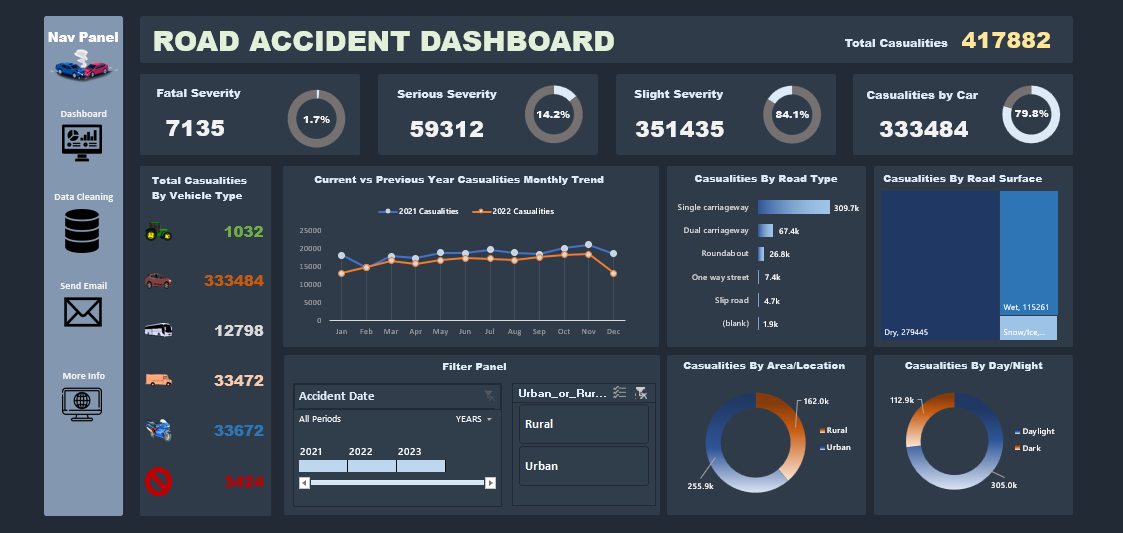 Nav Panel
Dashboard
Data Cleaning
Send Email
More Info
ROAD ACCIDENT DASHBOARD
Total Casualities 417882
Fatal Severity
7135
1.7%
Serious Severity
59312
14.2%
Slight Severity
351435
84.1%
Casualities by Car
333484
79.8%
Total Casualities
By Vehicle Type
1032
333484
12798
33472
33672
3424
Current vs Previous Year Casualities Monthly Trend
2021 Casualities 2022 Casualities
25000
20000
15000
10000
5000
0
Jan Feb Mar Apr May Jun Jul Aug Sep Oct Nov Dec
Casualities By Road Type
Single carriageway 309.7k
Dual carriageway 67.4k
Roundabout 26.8k
One way street 7.4k
Slip road 4.7k
(blank) 1.9k
Casualities By Road Surface
Dry, 279445
Wet, 115261
Snow/Ice,...
Filter Panel
Accident Date
All Periods YEARS
2021 2022 2023
Urban_or_Rur...
Rural
Urban
Casualities By Area/Location
162.0k
Rural
Urban
255.9k
Casualities By Day/Night
112.9k
Daylight
Dark
305.0k